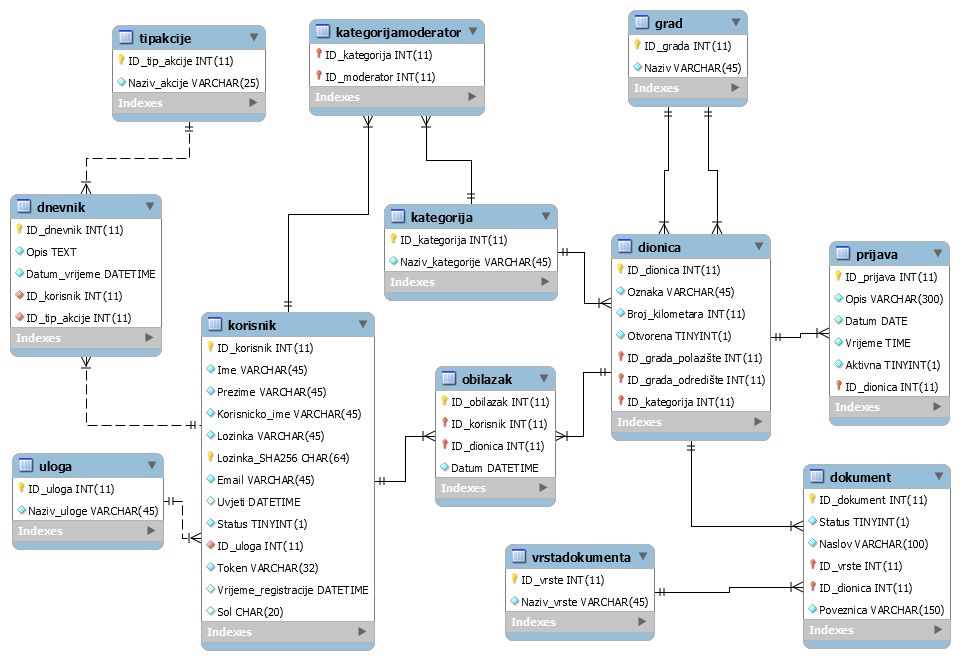 tipakcije
ID_tip_akcije INT(11)
Naziv_akcije VARCHAR(25)
Indexes
kategorijamoderator
ID_kategorija INT(11)
ID_moderator INT(11)
Indexes
grad
ID_grada INT(11)
Naziv VARCHAR(45)
Indexes
dnevnik
ID_dnevnik INT(11)
Opis TEXT
Datum_vrijeme DATETIME
ID_korisnik INT(11)
ID_tip_akcije INT(11)
Indexes
kategorija
ID_kategorija INT(11)
Naziv_kategorije VARCHAR(45)
Indexes
dionica
ID_dionica INT(11)
Oznaka VARCHAR(45)
Broj_kilometara INT(11)
Otvorena TINYINT(1)
ID_grada_polazište INT(11)
ID_grada_odredište INT(11)
ID_kategorija INT(11)
Indexes
prijava
ID_prijava INT(11)
Opis VARCHAR(300)
Datum DATE
Vrijeme TIME
Aktivna TINYINT(1)
ID_dionica INT(11)
Indexes
korisnik
ID_korisnik INT(11)
Ime VARCHAR(45)
Prezime VARCHAR(45)
Korisnicko_ime VARCHAR(45)
Lozinka VARCHAR(45)
Lozinka_SHA256 CHAR(64)
Email VARCHAR(45)
Uvjeti DATETIME
Status TINYINT(1)
ID_uloga INT(11)
Token VARCHAR(32)
Vrijeme_registracije DATETIME
Sol CHAR(20)
Indexes
obilazak
ID_obilazak INT(11)
ID_korisnik INT(11)
ID_dionica INT(11)
Datum DATETIME
Indexes
uloga
ID_uloga INT(11)
Naziv_uloge VARCHAR(45)
Indexes
dokument
ID_dokument INT(11)
Status TINYINT(1)
Naslov VARCHAR(100)
ID_vrste INT(11)
ID_dionica INT(11)
Poveznica VARCHAR(150)
Indexes
vrstadokumenta
ID_vrste INT(11)
Naziv_vrste VARCHAR(45)
Indexes